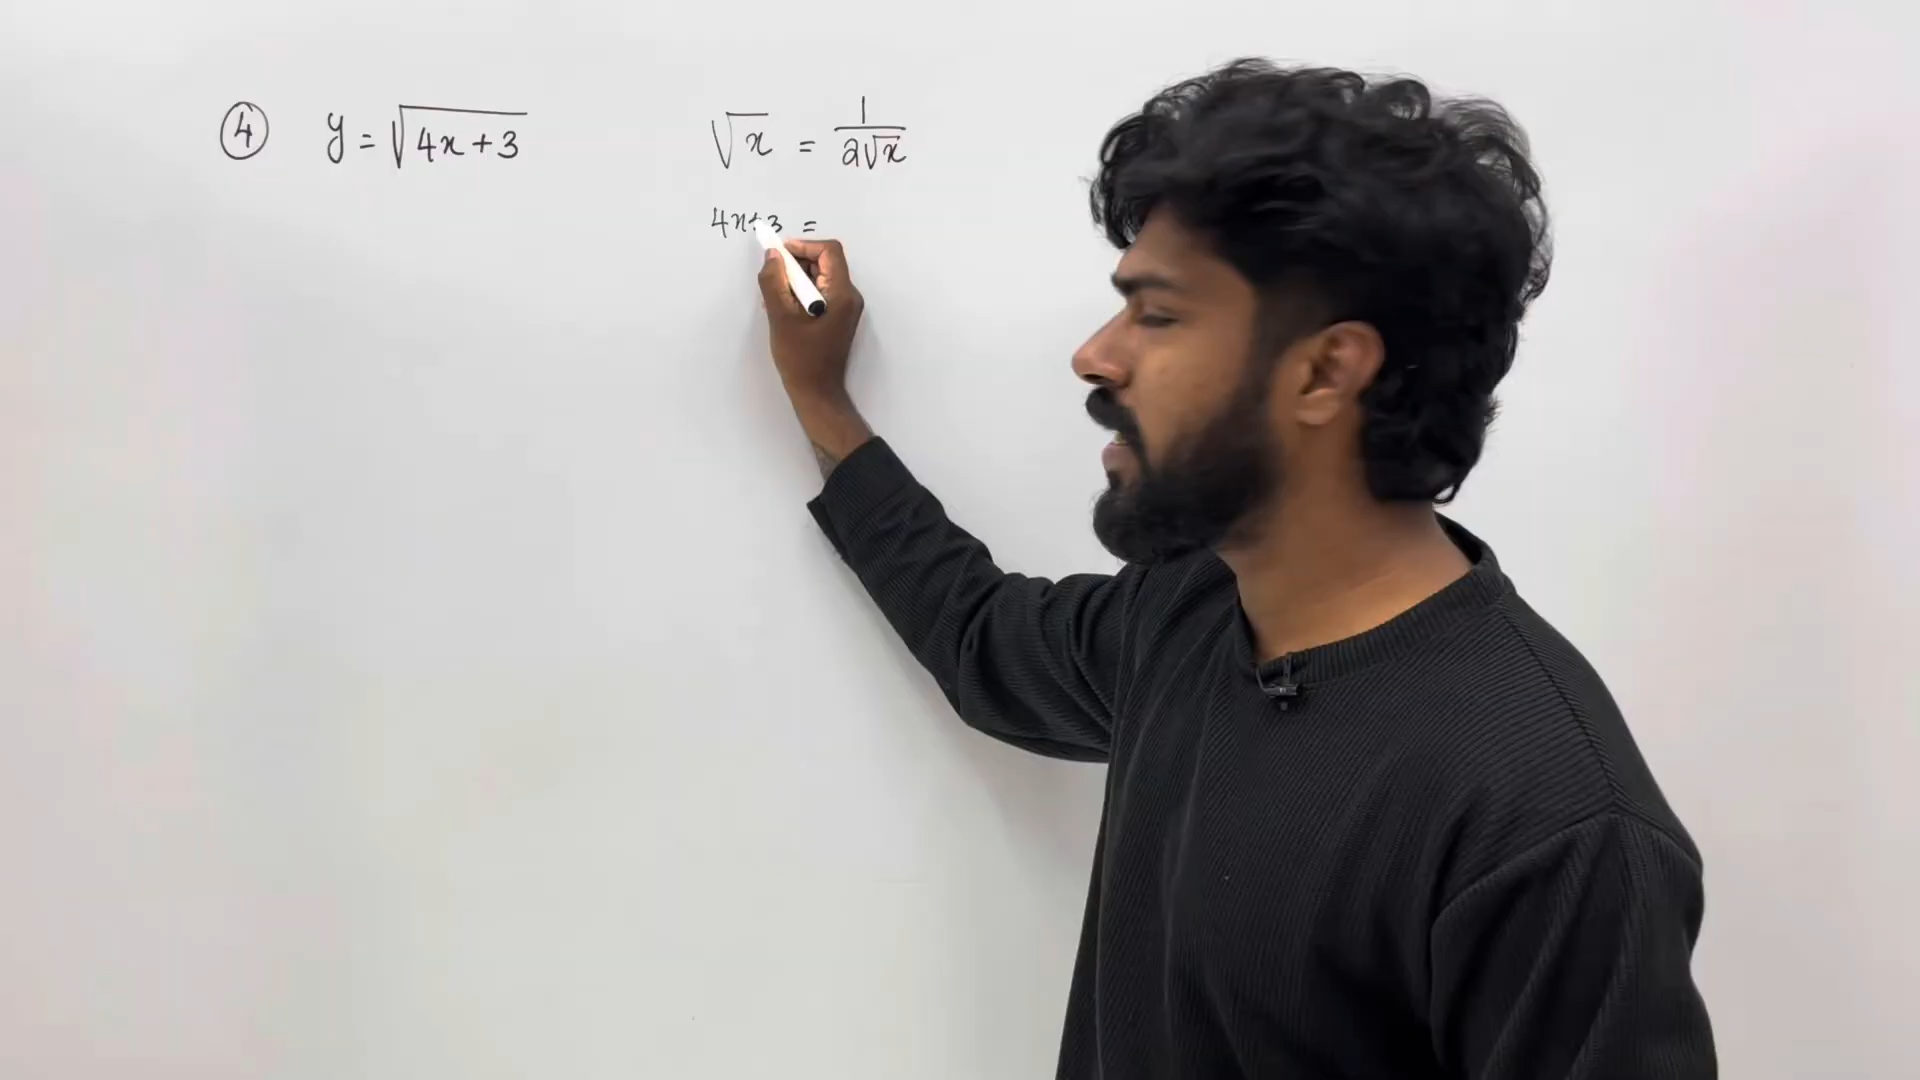 ④ y = √4x+3 √x = 1/2√x
4x+3 =